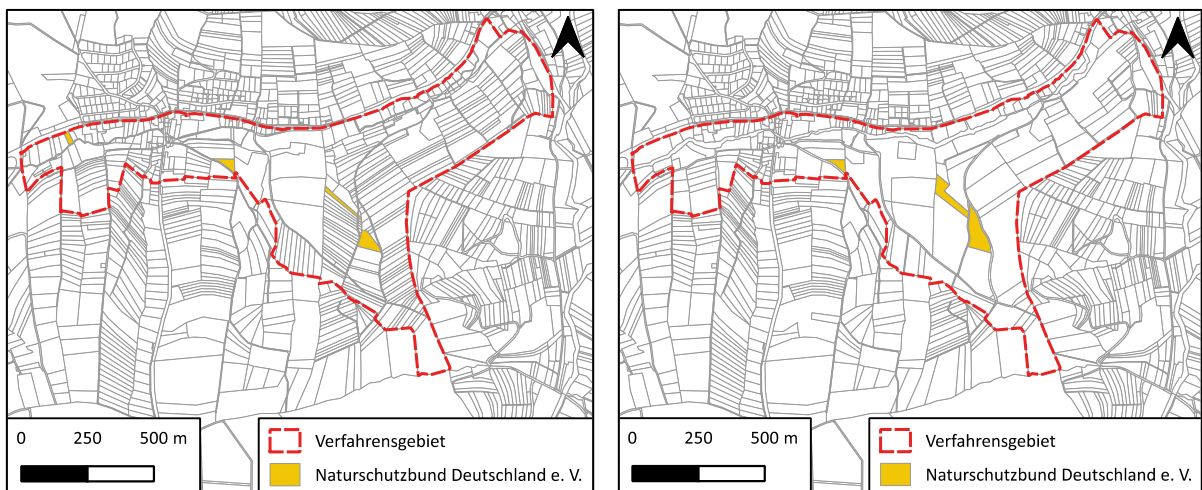 0 250 500 m
Verfahrensgebiet
Naturschutzbund Deutschland e. V.
0 250 500 m
Verfahrensgebiet
Naturschutzbund Deutschland e. V.